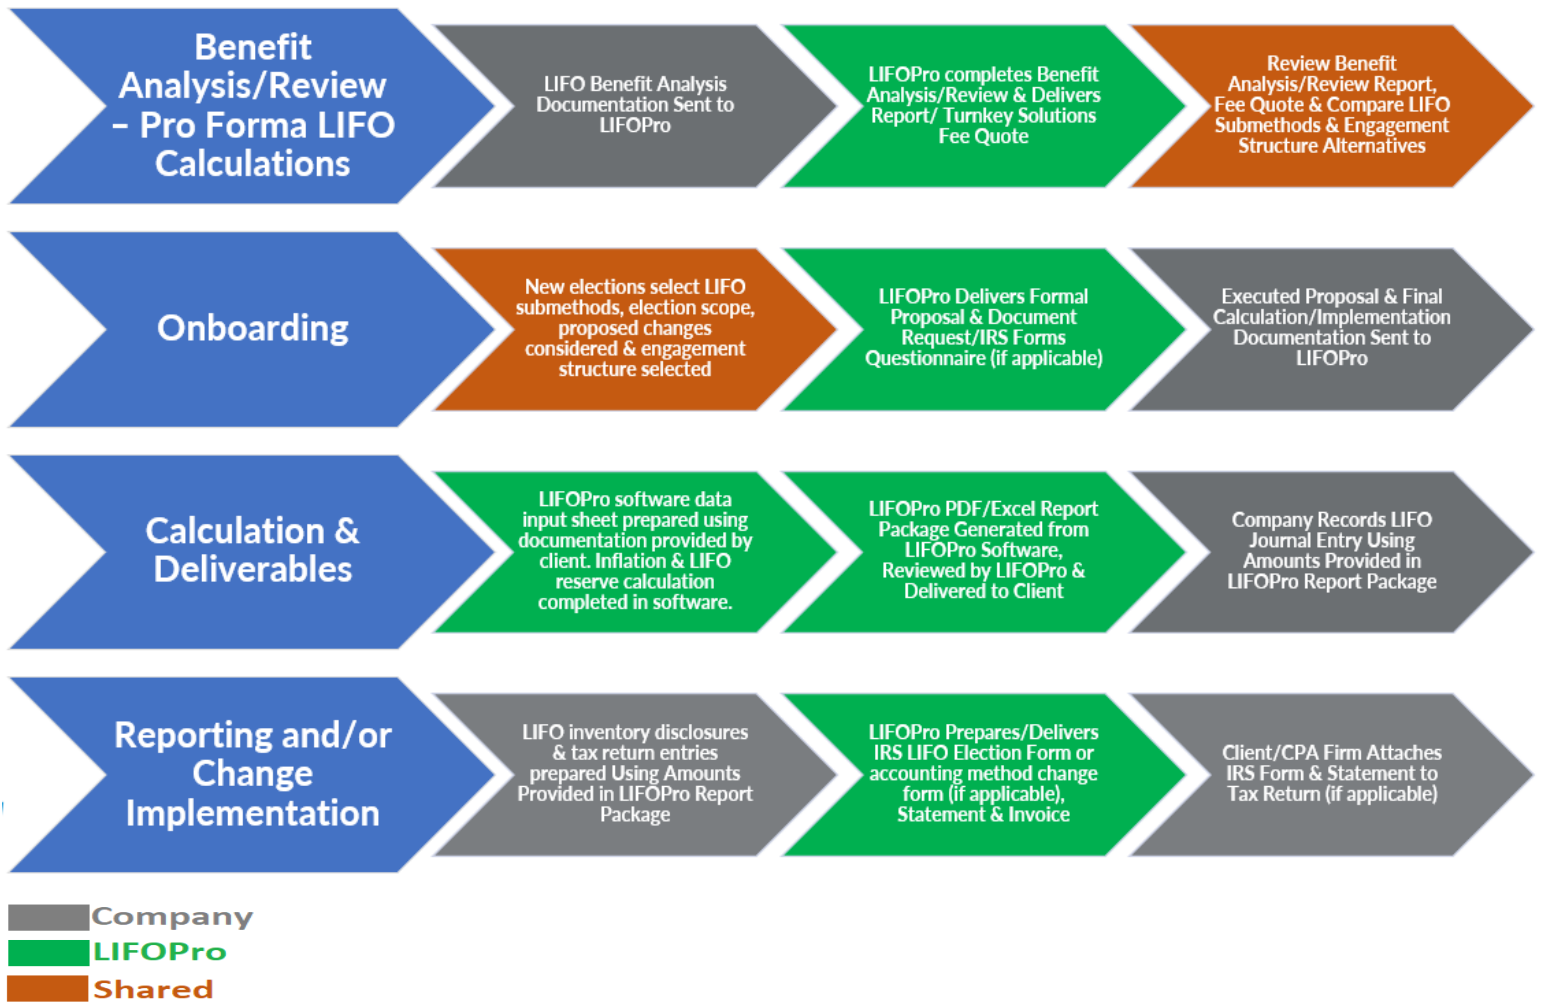 Benefit
Analysis/Review
– Pro Forma LIFO
Calculations
LIFO Benefit Analysis
Documentation Sent to
LIFOPro
LIFOPro completes Benefit
Analysis/Review & Delivers
Report/ Turnkey Solutions
Fee Quote
Review Benefit
Analysis/Review Report,
Fee Quote & Compare LIFO
Submethods & Engagement
Structure Alternatives
Onboarding
New elections select LIFO
submethods, election scope,
proposed changes
considered & engagement
structure selected
LIFOPro Delivers Formal
Proposal & Document
Request/IRS Forms
Questionnaire (if applicable)
Executed Proposal & Final
Calculation/Implementation
Documentation Sent to
LIFOPro
Calculation &
Deliverables
LIFOPro software data
input sheet prepared using
documentation provided by
client. Inflation & LIFO
reserve calculation
completed in software.
LIFOPro PDF/Excel Report
Package Generated from
LIFOPro Software,
Reviewed by LIFOPro &
Delivered to Client
Company Records LIFO
Journal Entry Using
Amounts Provided in
LIFOPro Report Package
Reporting and/or
Change
Implementation
LIFO inventory disclosures
& tax return entries
prepared Using Amounts
Provided in LIFOPro Report
Package
LIFOPro Prepares/Delivers
IRS LIFO Election Form or
accounting method change
form (if applicable),
Statement & Invoice
Client/CPA Firm Attaches
IRS Form & Statement to
Tax Return (if applicable)
Company
LIFOPro
Shared